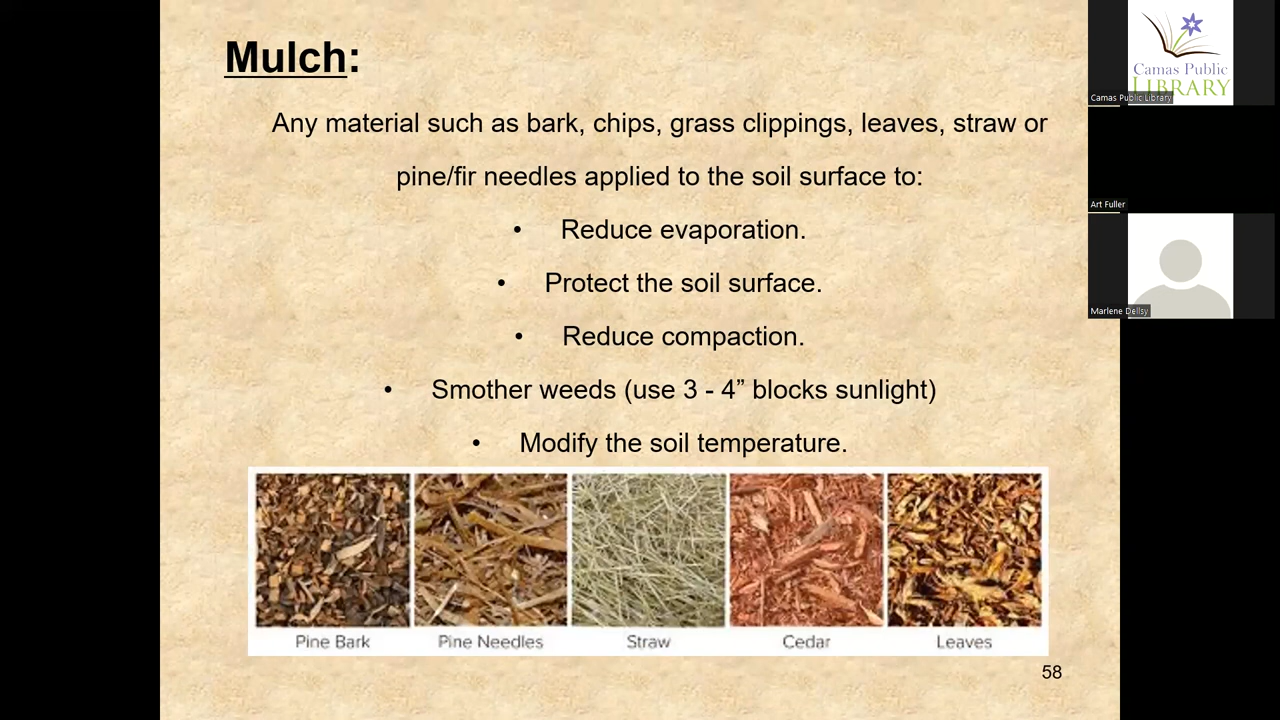 Mulch:
Any material such as bark, chips, grass clippings, leaves, straw or
pine/fir needles applied to the soil surface to:
• Reduce evaporation.
• Protect the soil surface.
• Reduce compaction.
• Smother weeds (use 3 - 4” blocks sunlight)
• Modify the soil temperature.
Pine Bark
Pine Needles
Straw
Cedar
Leaves
58
Camas Public
LIBRARY
Camas Public Library
Art Fuller
Marlene Dellsy